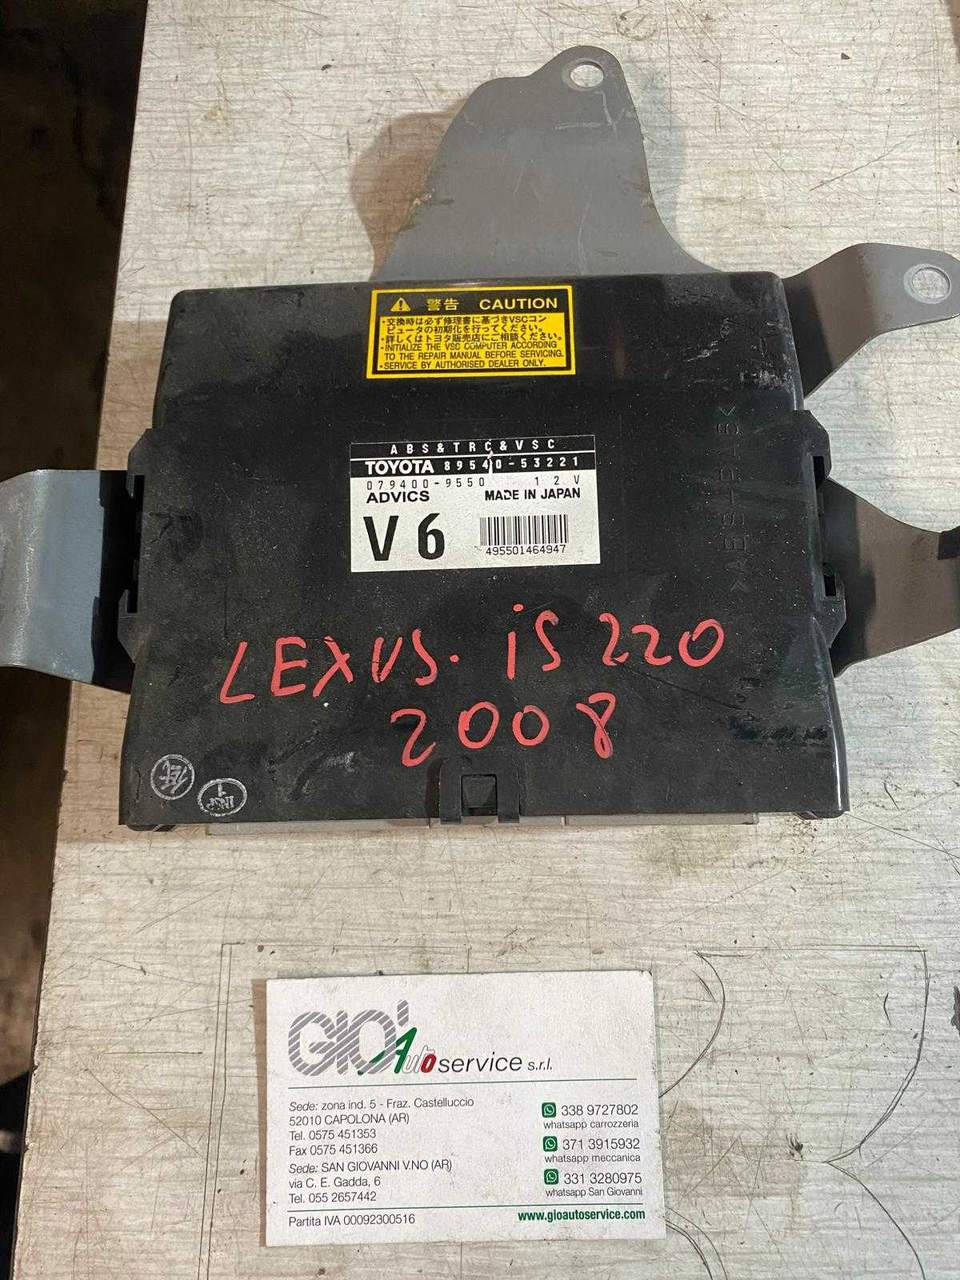 警告 CAUTION
・交換時は必ず修理書に基づきVSCコン
ピュータの初期化を行ってください。
・詳しくはトヨタ販売店にご相談ください。
・INITIALIZE THE VSC COMPUTER ACCORDING
TO THE REPAIR MANUAL BEFORE SERVICING.
・SERVICE BY AUTHORISED DEALER ONLY.
ABS&TRC&VSC
TOYOTA 89540-53221
079400-9550 12V
ADVICS MADE IN JAPAN
V6
495501464947
LEXUS. iS 220
2008
INSP
1
GIO' Auto service s.r.l.
Sede: zona ind. 5 - Fraz. Castelluccio
52010 CAPOLONA (AR)
Tel. 0575 451353
Fax 0575 451366
Sede: SAN GIOVANNI V.NO (AR)
via C. E. Gadda, 6
Tel. 055 2657442
Partita IVA 00092300516
338 9727802
whatsapp carrozzeria
371 3915932
whatsapp meccanica
331 3280975
whatsapp San Giovanni
www.gioautoservice.com